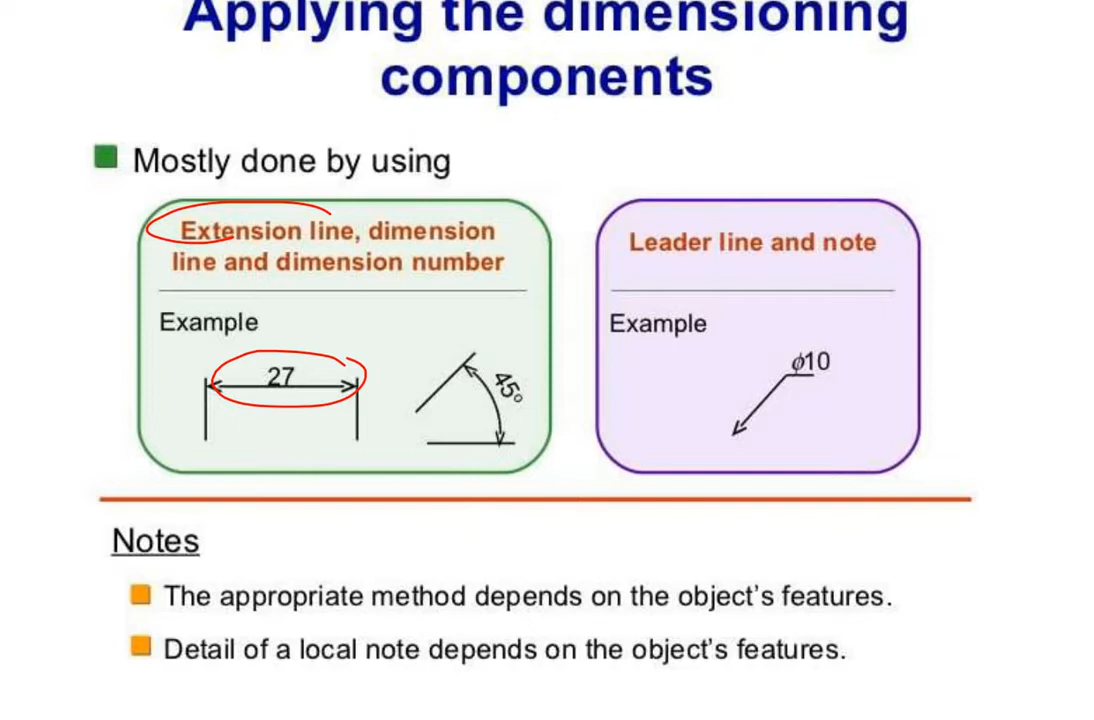 Applying the dimensioning
components
Mostly done by using
Extension line, dimension
line and dimension number
Example
27
45°
Leader line and note
Example
ϕ10
Notes
The appropriate method depends on the object's features.
Detail of a local note depends on the object's features.